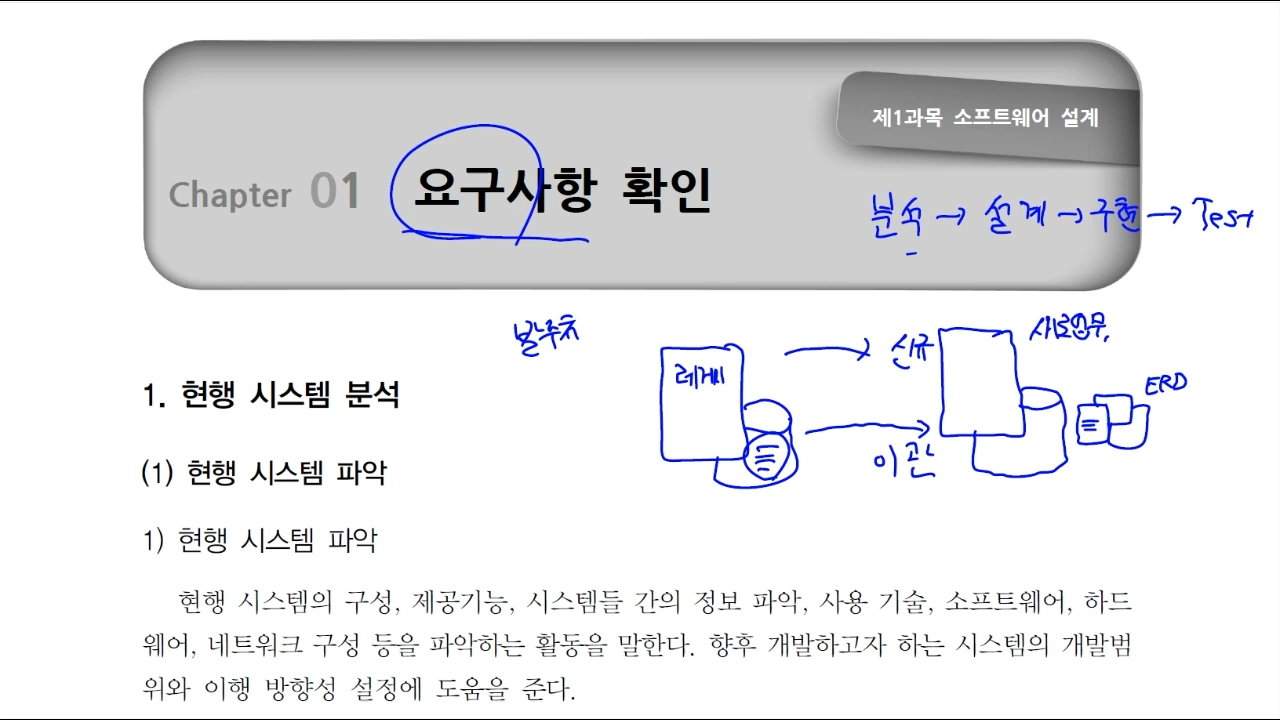 제1과목 소프트웨어 설계
Chapter 01 요구사항 확인
분석 → 설계 → 구현 → Test
발주처
레거시
→ 신규
이관
ERD
1. 현행 시스템 분석
(1) 현행 시스템 파악
1) 현행 시스템 파악
현행 시스템의 구성, 제공기능, 시스템들 간의 정보 파악, 사용 기술, 소프트웨어, 하드
웨어, 네트워크 구성 등을 파악하는 활동을 말한다. 향후 개발하고자 하는 시스템의 개발범
위와 이행 방향성 설정에 도움을 준다.